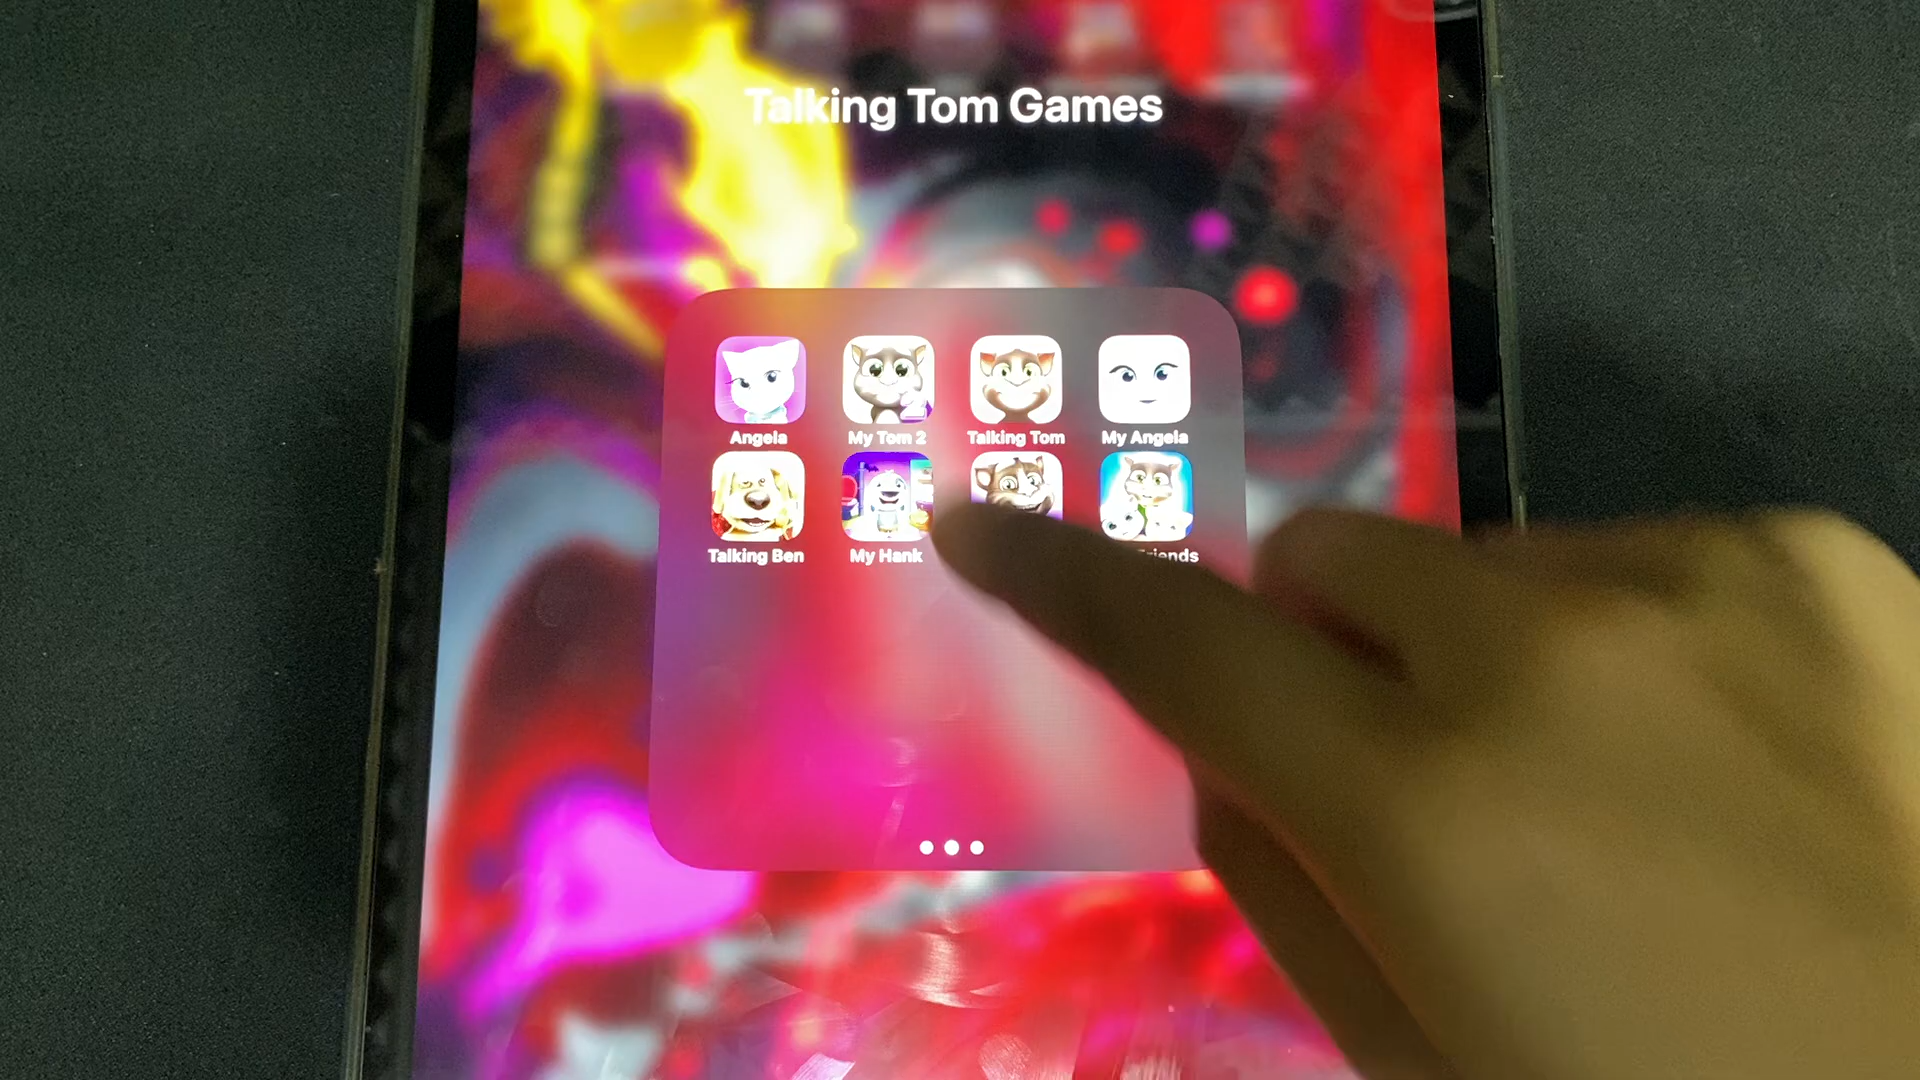 Talking Tom Games
Angela
My Tom 2
Talking Tom
My Angela
Talking Ben
My Hank